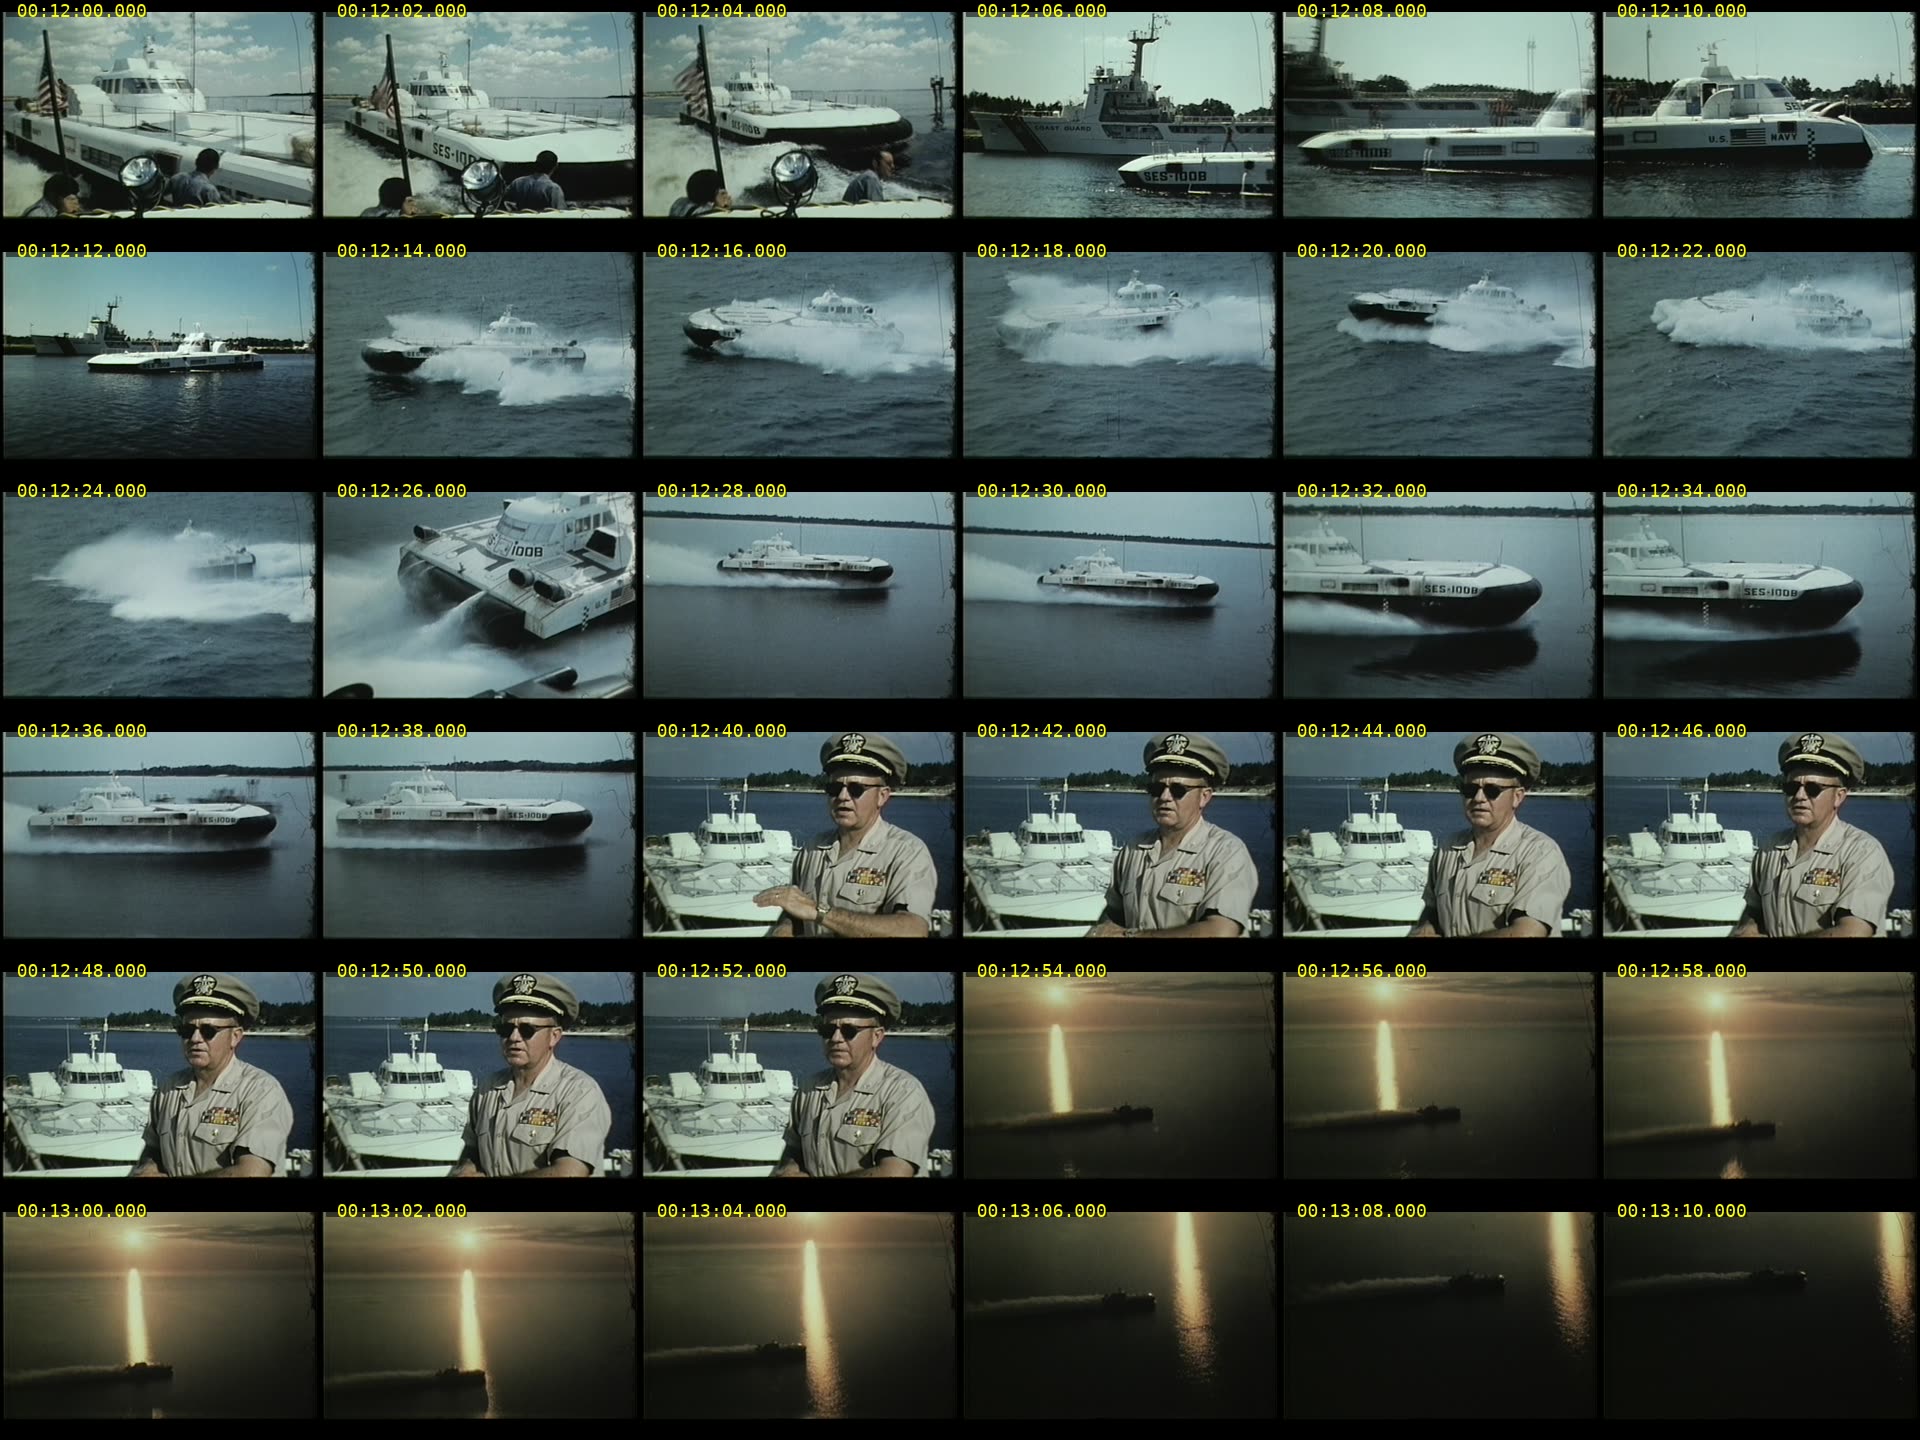 00:12:00.000 00:12:02.000 00:12:04.000 00:12:06.000 00:12:08.000 00:12:10.000
SES-100B
SES-100B
COAST GUARD
SES-100B
SES-100B
U.S. NAVY
SES
00:12:12.000 00:12:14.000 00:12:16.000 00:12:18.000 00:12:20.000 00:12:22.000
00:12:24.000 00:12:26.000 00:12:28.000 00:12:30.000 00:12:32.000 00:12:34.000
100B
U.S
SES-100B
SES-100B
SES-100B
SES-100B
00:12:36.000 00:12:38.000 00:12:40.000 00:12:42.000 00:12:44.000 00:12:46.000
U.S NAVY
SES-100B
NAVY
SES-100B
00:12:48.000 00:12:50.000 00:12:52.000 00:12:54.000 00:12:56.000 00:12:58.000
00:13:00.000 00:13:02.000 00:13:04.000 00:13:06.000 00:13:08.000 00:13:10.000